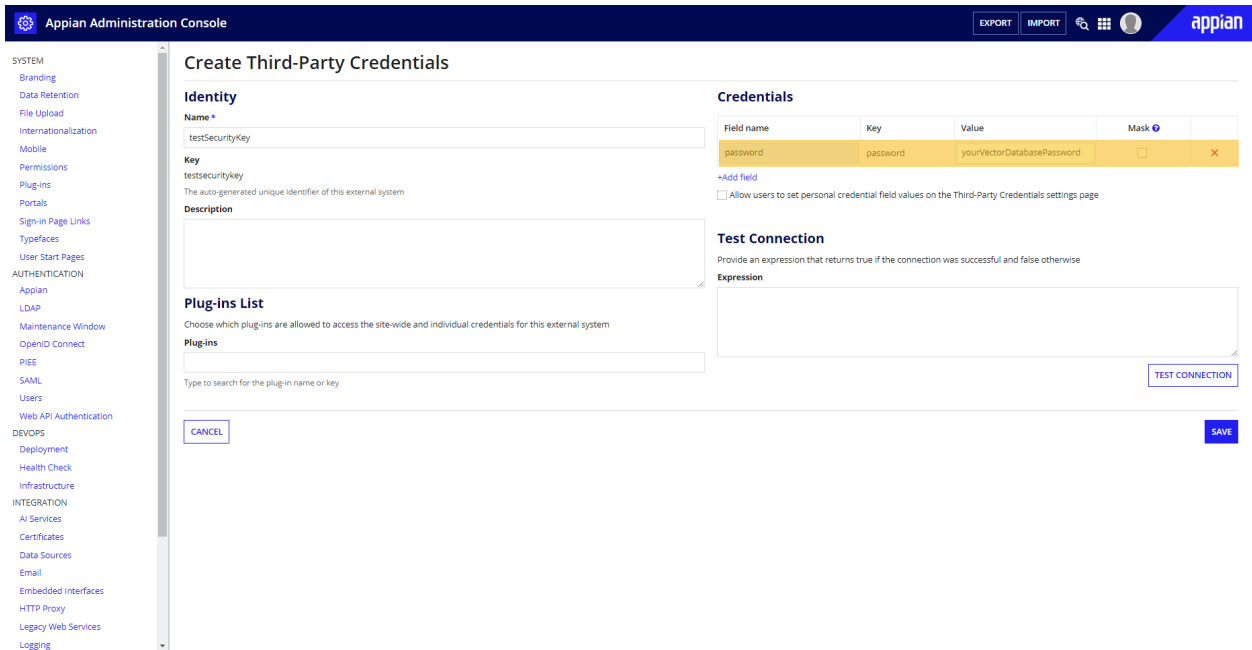 Appian Administration Console
EXPORT
IMPORT
appian
SYSTEM
Branding
Data Retention
File Upload
Internationalization
Mobile
Permissions
Plug-ins
Portals
Sign-in Page Links
Typefaces
User Start Pages
AUTHENTICATION
Appian
LDAP
Maintenance Window
OpenID Connect
PIEE
SAML
Users
Web API Authentication
DEVOPS
Deployment
Health Check
Infrastructure
INTEGRATION
AI Services
Certificates
Data Sources
Email
Embedded Interfaces
HTTP Proxy
Legacy Web Services
Logging
Create Third-Party Credentials
Identity
Name *
testSecurityKey
Key
testsecuritykey
The auto-generated unique identifier of this external system
Description
Plug-ins List
Choose which plug-ins are allowed to access the site-wide and individual credentials for this external system
Plug-ins
Type to search for the plug-in name or key
CANCEL
Credentials
Field name Key Value Mask ?
password password yourVectorDatabasePassword
+Add field
Allow users to set personal credential field values on the Third-Party Credentials settings page
Test Connection
Provide an expression that returns true if the connection was successful and false otherwise
Expression
TEST CONNECTION
SAVE